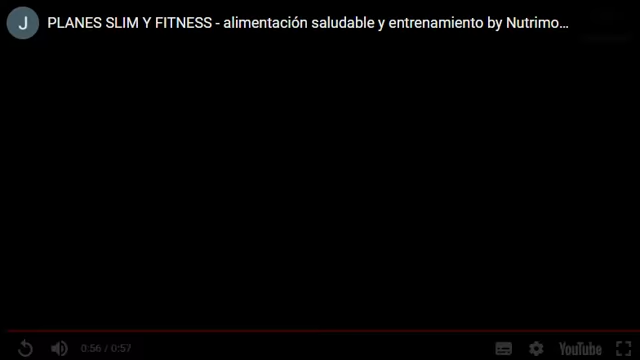 J
PLANES SLIM Y FITNESS - alimentación saludable y entrenamiento by Nutrimo...
0:56 / 0:57
YouTube